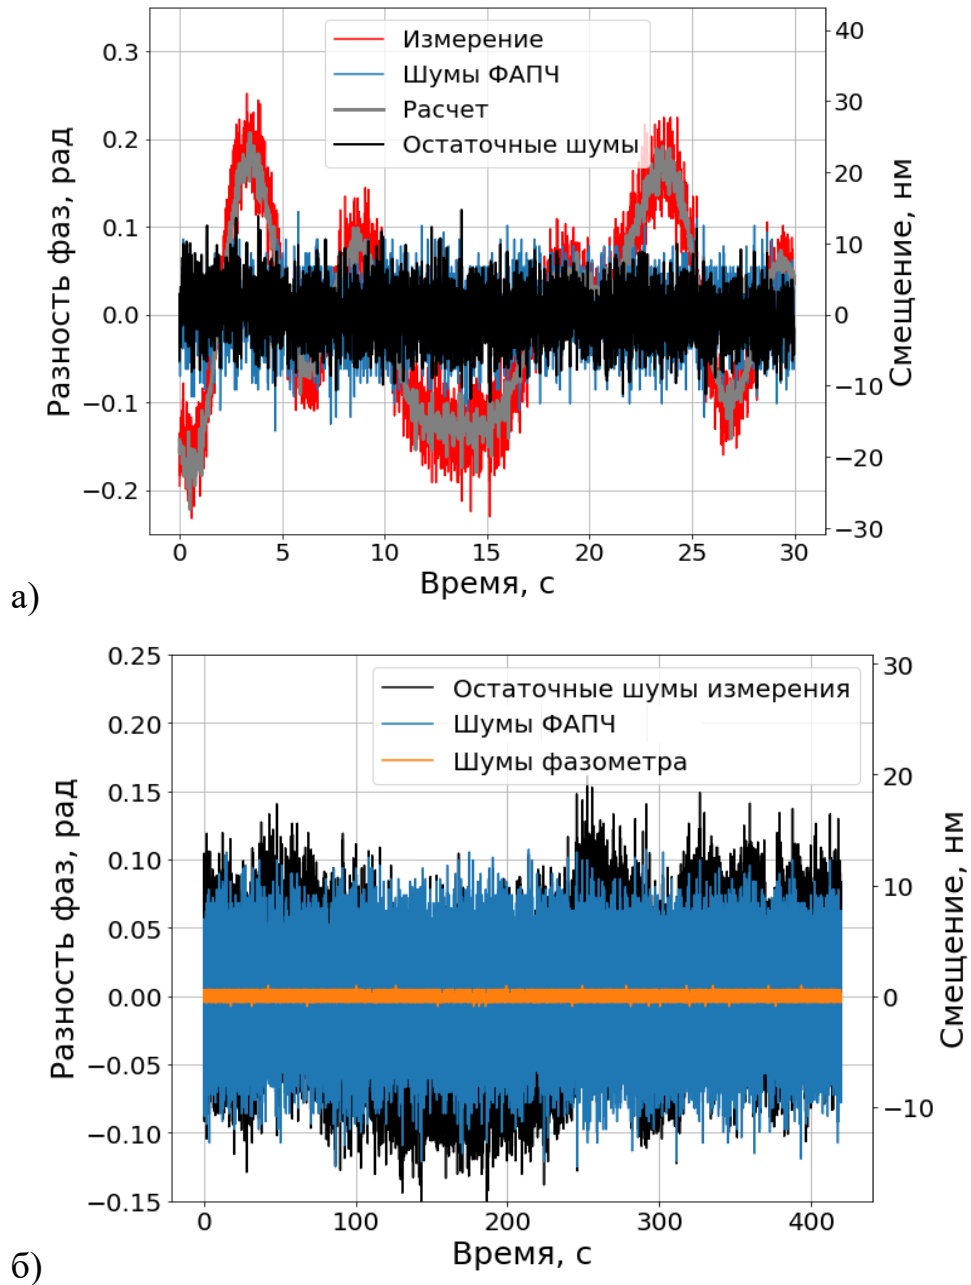 Измерение
Шумы ФАПЧ
Расчет
Остаточные шумы
Разность фаз, рад
0.3
0.2
0.1
0.0
−0.1
−0.2
40
30
20
10
0
−10
−20
−30
Смещение, нм
0 5 10 15 20 25 30
Время, с
а)
Остаточные шумы измерения
Шумы ФАПЧ
Шумы фазометра
Разность фаз, рад
0.25
0.20
0.15
0.10
0.05
0.00
−0.05
−0.10
−0.15
30
20
10
0
−10
Смещение, нм
0 100 200 300 400
Время, с
б)